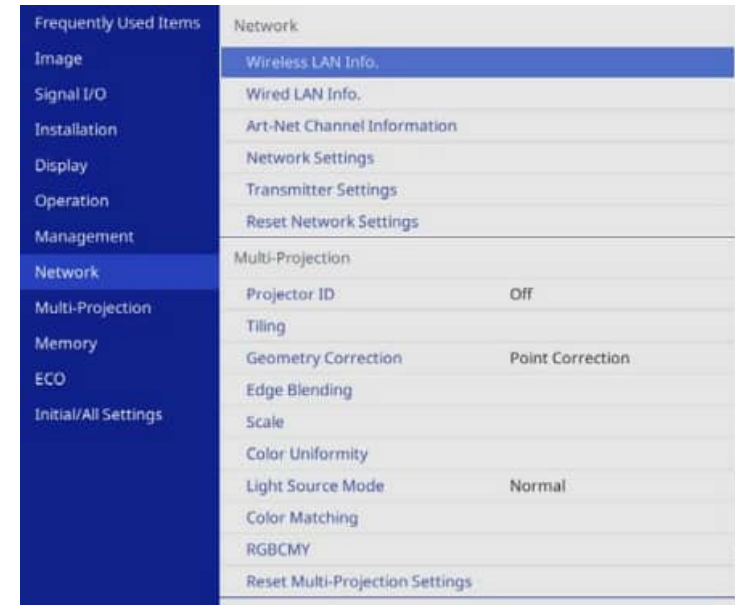 Frequently Used Items
Image
Signal I/O
Installation
Display
Operation
Management
Network
Multi-Projection
Memory
ECO
Initial/All Settings
Network
Wireless LAN Info.
Wired LAN Info.
Art-Net Channel Information
Network Settings
Transmitter Settings
Reset Network Settings
Multi-Projection
Projector ID Off
Tiling
Geometry Correction Point Correction
Edge Blending
Scale
Color Uniformity
Light Source Mode Normal
Color Matching
RGBCMY
Reset Multi-Projection Settings